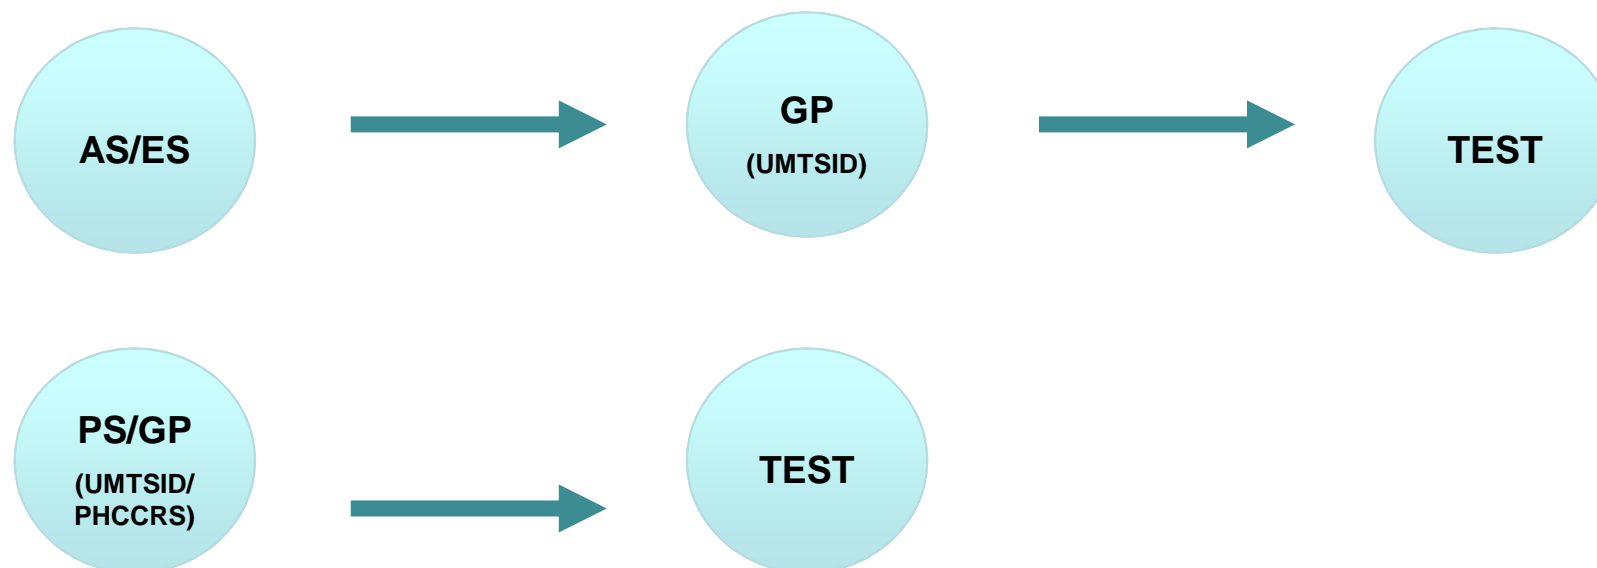 AS/ES
GP
(UMTSID)
TEST
PS/GP
(UMTSID/
PHCCRS)
TEST